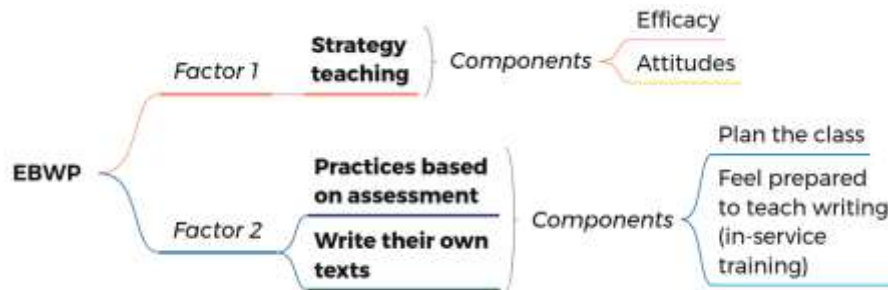 EBWP
Factor 1
Strategy
teaching
Components
Efficacy
Attitudes
Factor 2
Practices based
on assessment
Write their own
texts
Components
Plan the class
Feel prepared
to teach writing
(in-service
training)